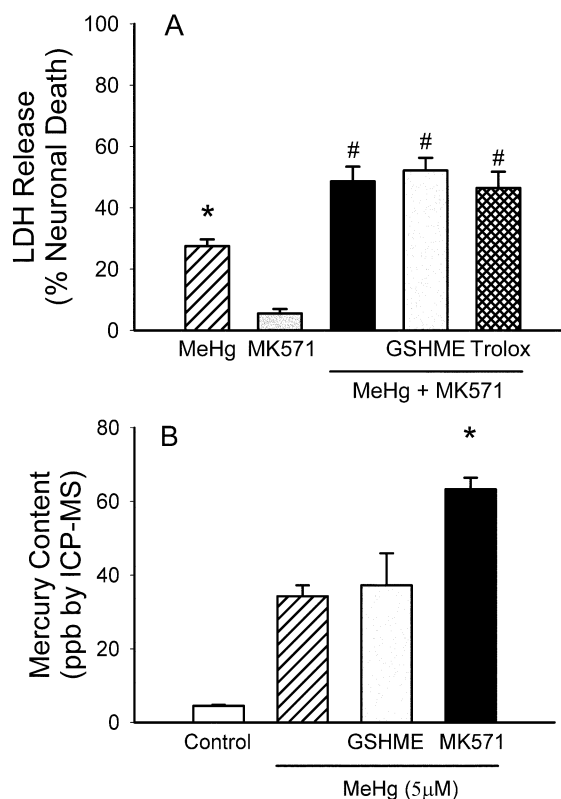 A
LDH Release
(% Neuronal Death)
100
80
60
40
20
0
*
#
#
#
MeHg MK571 GSHME Trolox
MeHg + MK571
B
Mercury Content
(ppb by ICP-MS)
80
60
40
20
0
*
Control GSHME MK571
MeHg (5μM)